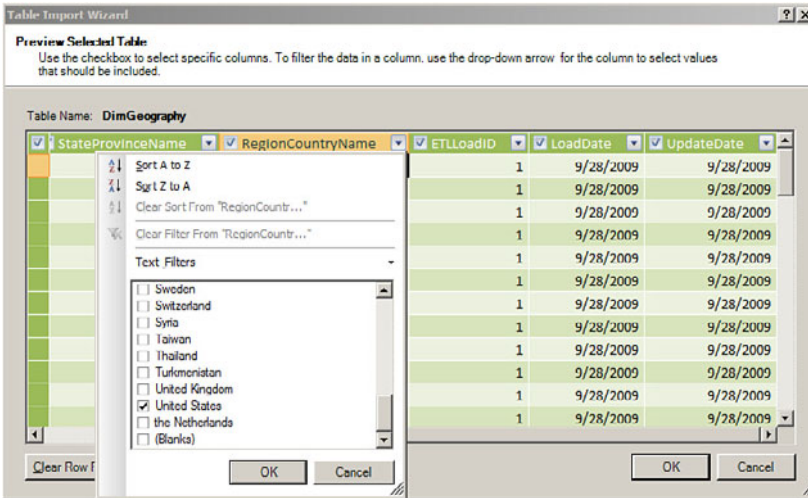 Table Import Wizard
Preview Selected Table
Use the checkbox to select specific columns. To filter the data in a column, use the drop-down arrow for the column to select values
that should be included.
Table Name: DimGeography
StateProvinceName RegionCountryName ETLLoadID LoadDate UpdateDate
1 9/28/2009 9/28/2009
1 9/28/2009 9/28/2009
1 9/28/2009 9/28/2009
1 9/28/2009 9/28/2009
1 9/28/2009 9/28/2009
1 9/28/2009 9/28/2009
1 9/28/2009 9/28/2009
1 9/28/2009 9/28/2009
1 9/28/2009 9/28/2009
1 9/28/2009 9/28/2009
1 9/28/2009 9/28/2009
1 9/28/2009 9/28/2009
Sort A to Z
Sort Z to A
Clear Sort From "RegionCountr..."
Clear Filter From "RegionCountr..."
Text Filters
Sweden
Switzerland
Syria
Taiwan
Thailand
Turkmenistan
United Kingdom
United States
the Netherlands
(Blanks)
OK Cancel
Clear Row F
OK Cancel